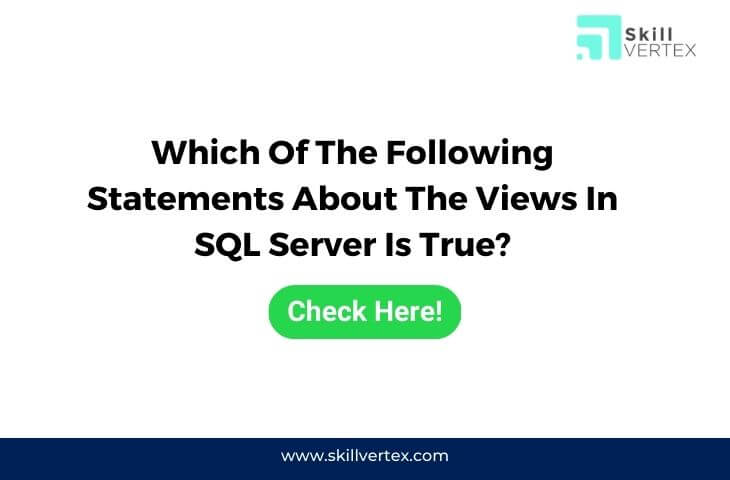 Skill
VERTEX
Which Of The Following
Statements About The Views In
SQL Server Is True?
Check Here!
www.skillvertex.com